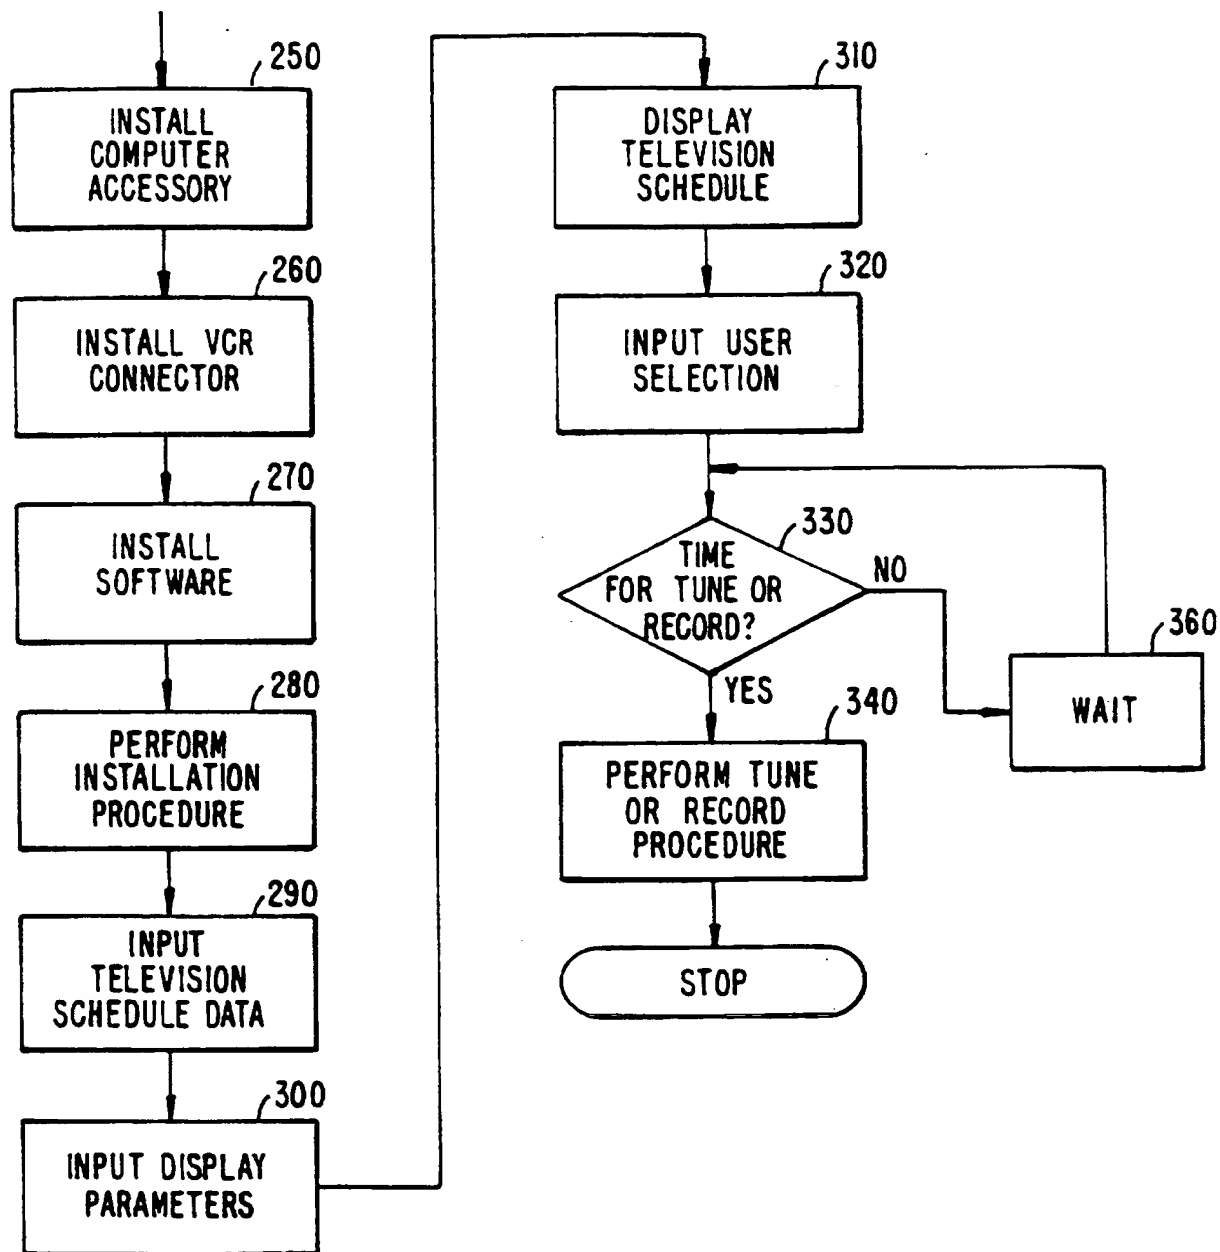 250
INSTALL
COMPUTER
ACCESSORY
260
INSTALL VCR
CONNECTOR
270
INSTALL
SOFTWARE
280
PERFORM
INSTALLATION
PROCEDURE
290
INPUT
TELEVISION
SCHEDULE DATA
300
INPUT DISPLAY
PARAMETERS
310
DISPLAY
TELEVISION
SCHEDULE
320
INPUT USER
SELECTION
330
TIME
FOR TUNE OR
RECORD?
NO
YES
360
WAIT
340
PERFORM TUNE
OR RECORD
PROCEDURE
STOP